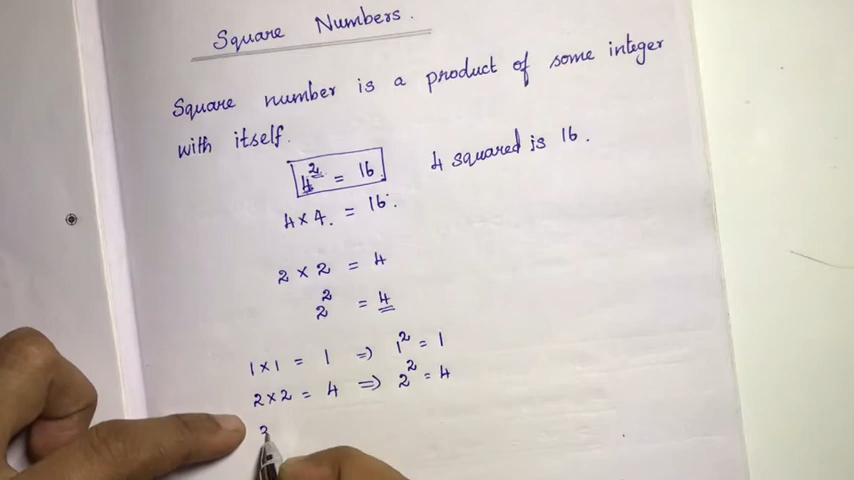 Square Numbers.
Square number is a product of some integer
with itself.
4² = 16. 4 squared is 16.
4 × 4. = 16.
2 × 2 = 4
2² = 4
1 × 1 = 1 ⇒ 1² = 1
2 × 2 = 4 ⇒ 2² = 4
3